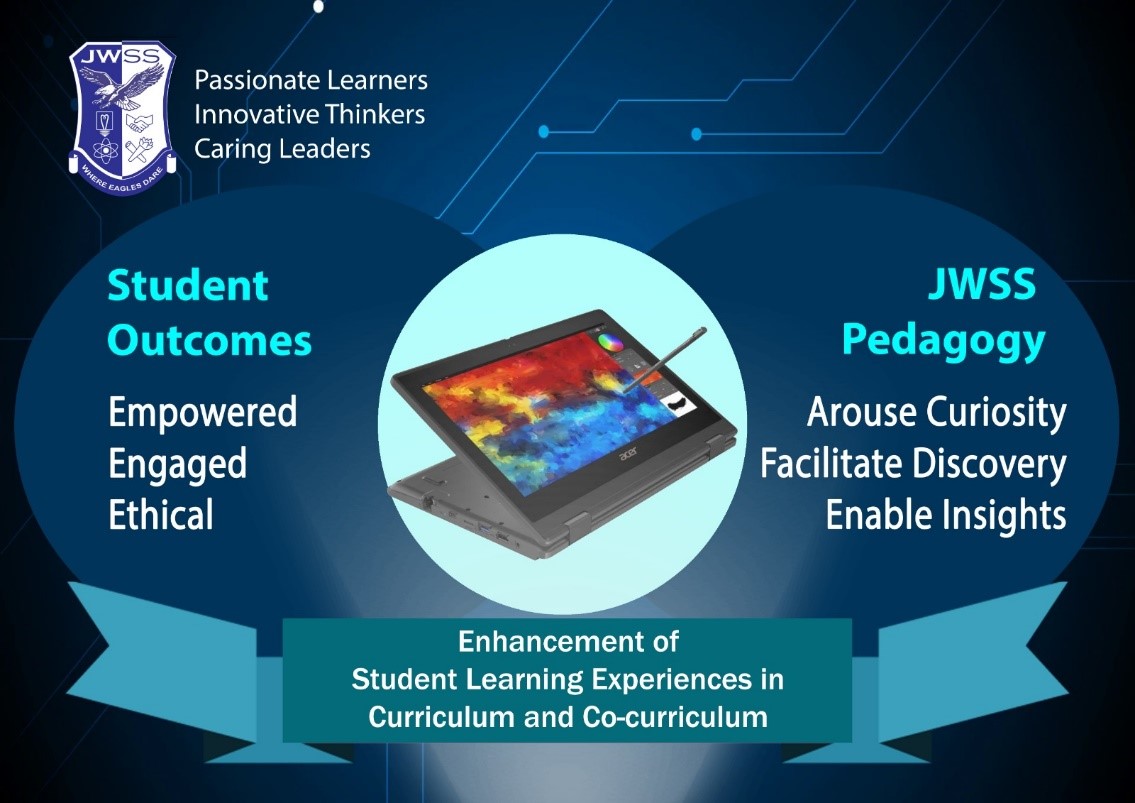 JWSS
WHERE EAGLES DARE
Passionate Learners
Innovative Thinkers
Caring Leaders
Student
Outcomes
Empowered
Engaged
Ethical
acer
JWSS
Pedagogy
Arouse Curiosity
Facilitate Discovery
Enable Insights
Enhancement of
Student Learning Experiences in
Curriculum and Co-curriculum